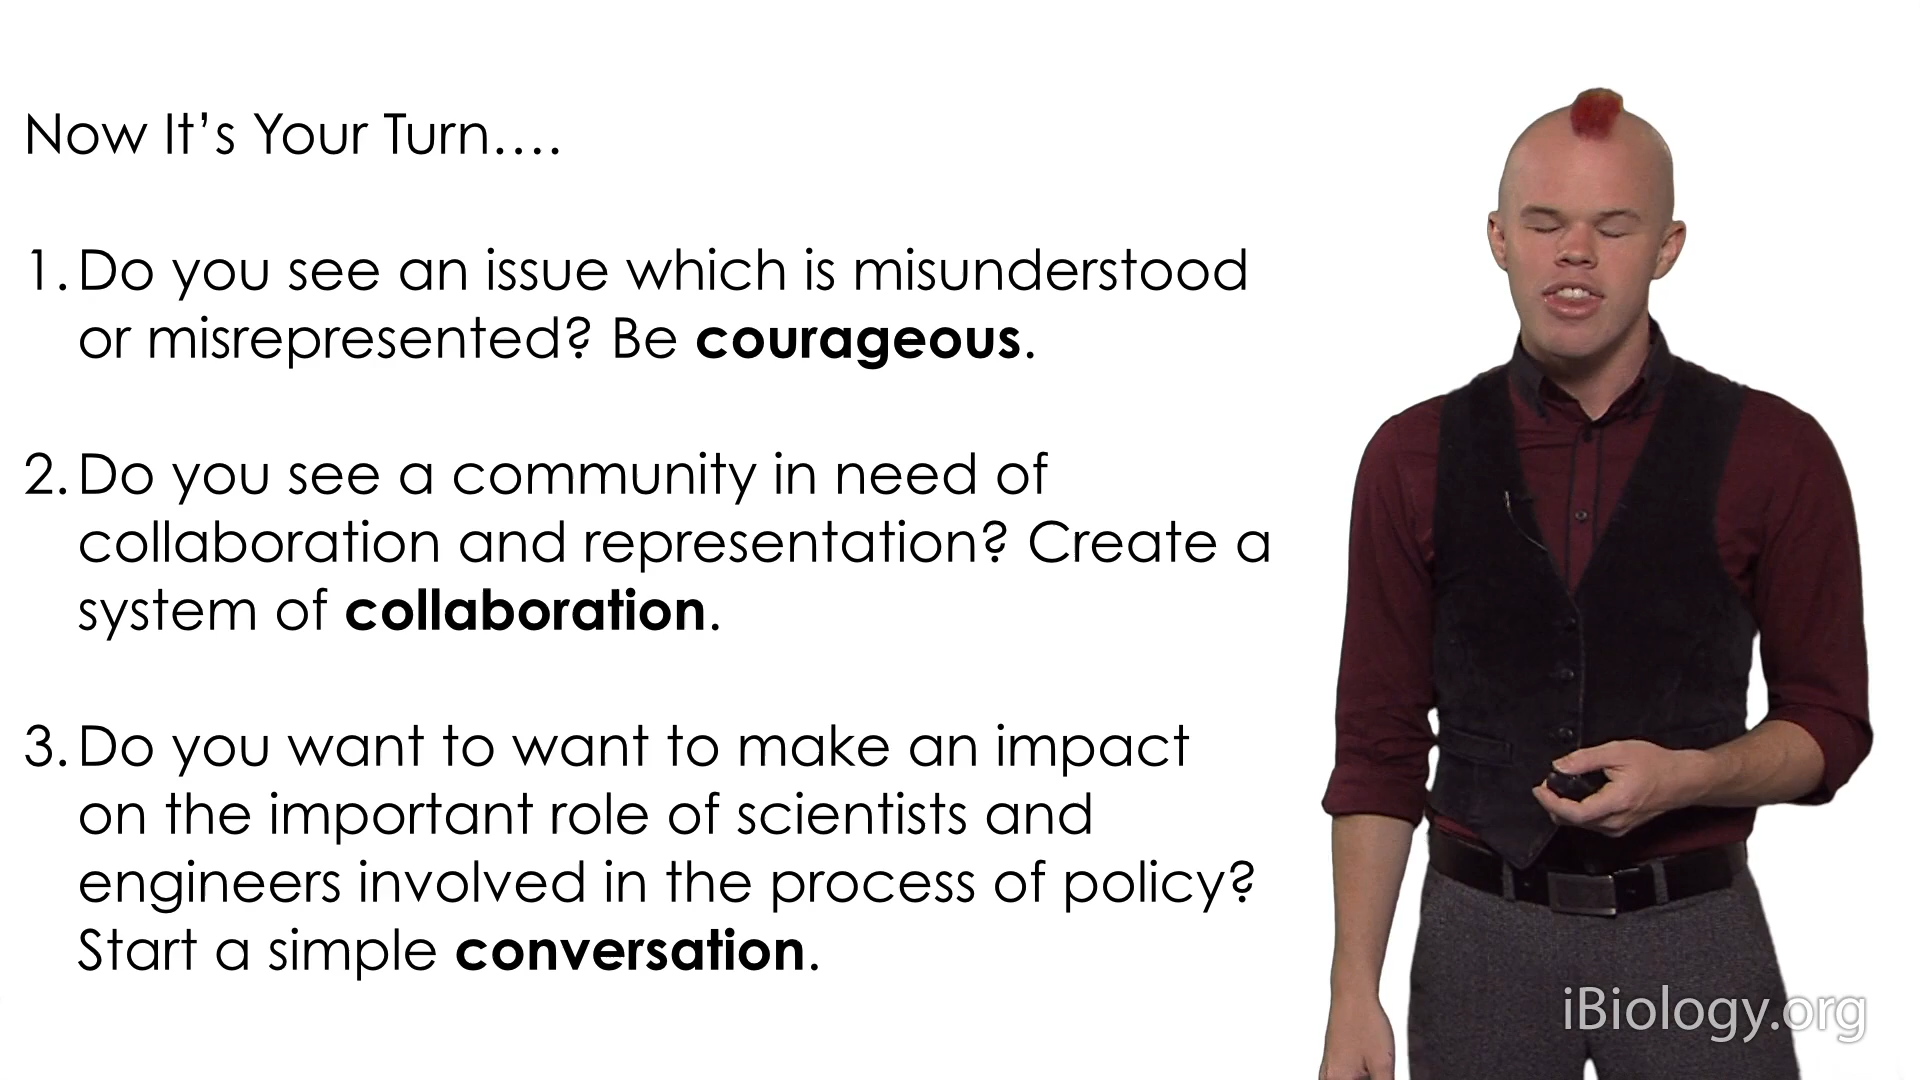 Now It’s Your Turn….
1. Do you see an issue which is misunderstood
or misrepresented? Be courageous.
2. Do you see a community in need of
collaboration and representation? Create a
system of collaboration.
3. Do you want to want to make an impact
on the important role of scientists and
engineers involved in the process of policy?
Start a simple conversation.
iBiology.org